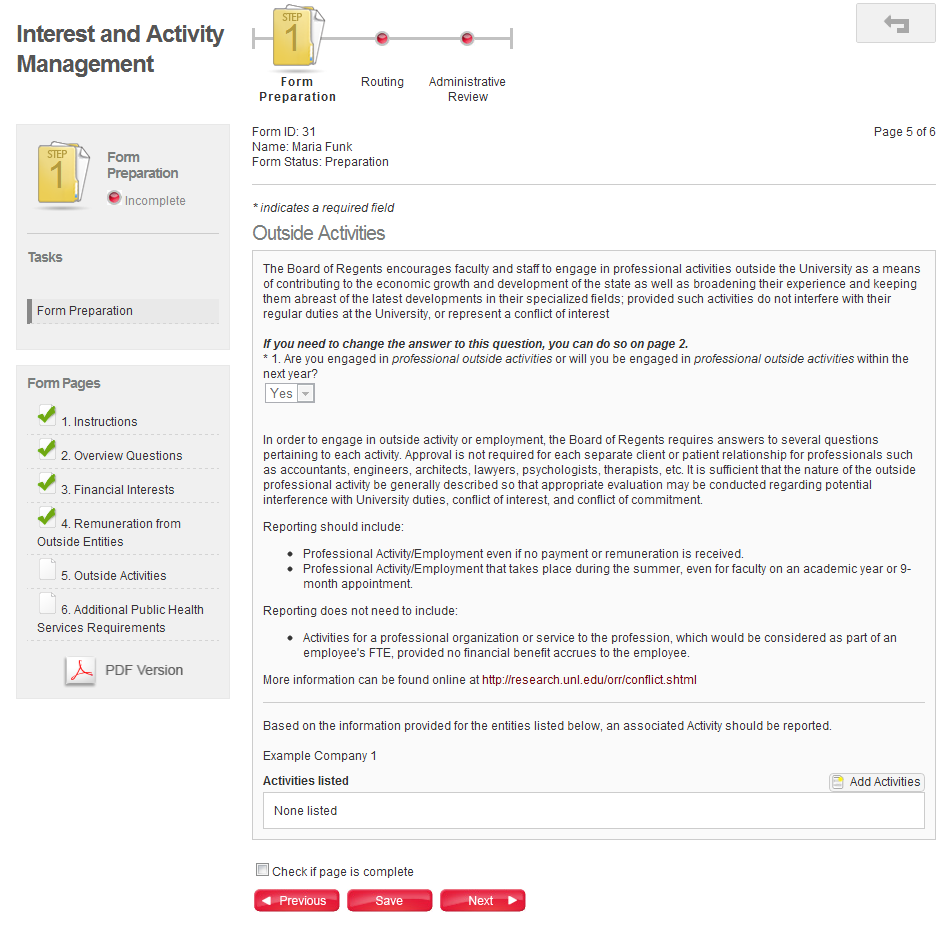 Interest and Activity
Management
STEP
1
Form
Preparation
Routing
Administrative
Review
Form ID: 31
Name: Maria Funk
Form Status: Preparation
Page 5 of 6
STEP
1
Form
Preparation
Incomplete
Tasks
Form Preparation
Form Pages
1. Instructions
2. Overview Questions
3. Financial Interests
4. Remuneration from
Outside Entities
5. Outside Activities
6. Additional Public Health
Services Requirements
PDF Version
* indicates a required field
Outside Activities
The Board of Regents encourages faculty and staff to engage in professional activities outside the University as a means
of contributing to the economic growth and development of the state as well as broadening their experience and keeping
them abreast of the latest developments in their specialized fields; provided such activities do not interfere with their
regular duties at the University, or represent a conflict of interest
If you need to change the answer to this question, you can do so on page 2.
* 1. Are you engaged in professional outside activities or will you be engaged in professional outside activities within the
next year?
Yes
In order to engage in outside activity or employment, the Board of Regents requires answers to several questions
pertaining to each activity. Approval is not required for each separate client or patient relationship for professionals such
as accountants, engineers, architects, lawyers, psychologists, therapists, etc. It is sufficient that the nature of the outside
professional activity be generally described so that appropriate evaluation may be conducted regarding potential
interference with University duties, conflict of interest, and conflict of commitment.
Reporting should include:
• Professional Activity/Employment even if no payment or remuneration is received.
• Professional Activity/Employment that takes place during the summer, even for faculty on an academic year or 9-
month appointment.
Reporting does not need to include:
• Activities for a professional organization or service to the profession, which would be considered as part of an
employee's FTE, provided no financial benefit accrues to the employee.
More information can be found online at http://research.unl.edu/orr/conflict.shtml
Based on the information provided for the entities listed below, an associated Activity should be reported.
Example Company 1
Activities listed
Add Activities
None listed
Check if page is complete
Previous
Save
Next